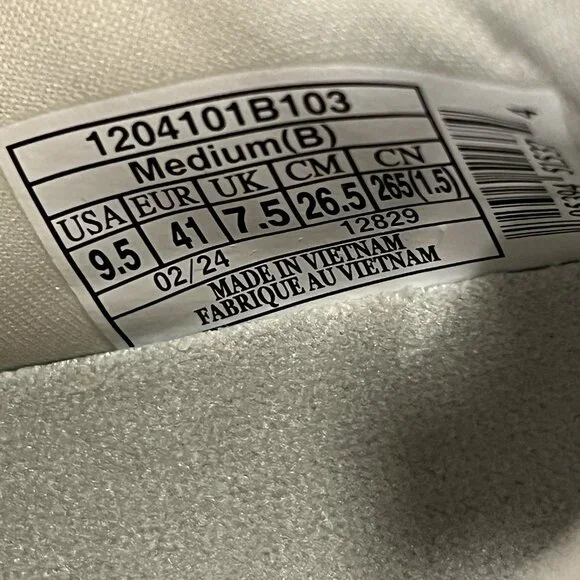 1204101B103
Medium(B)
USA EUR UK CM CN
9.5 41 7.5 26.5 265(1.5)
02/24 12829
MADE IN VIETNAM
FABRIQUE AU VIETNAM
4